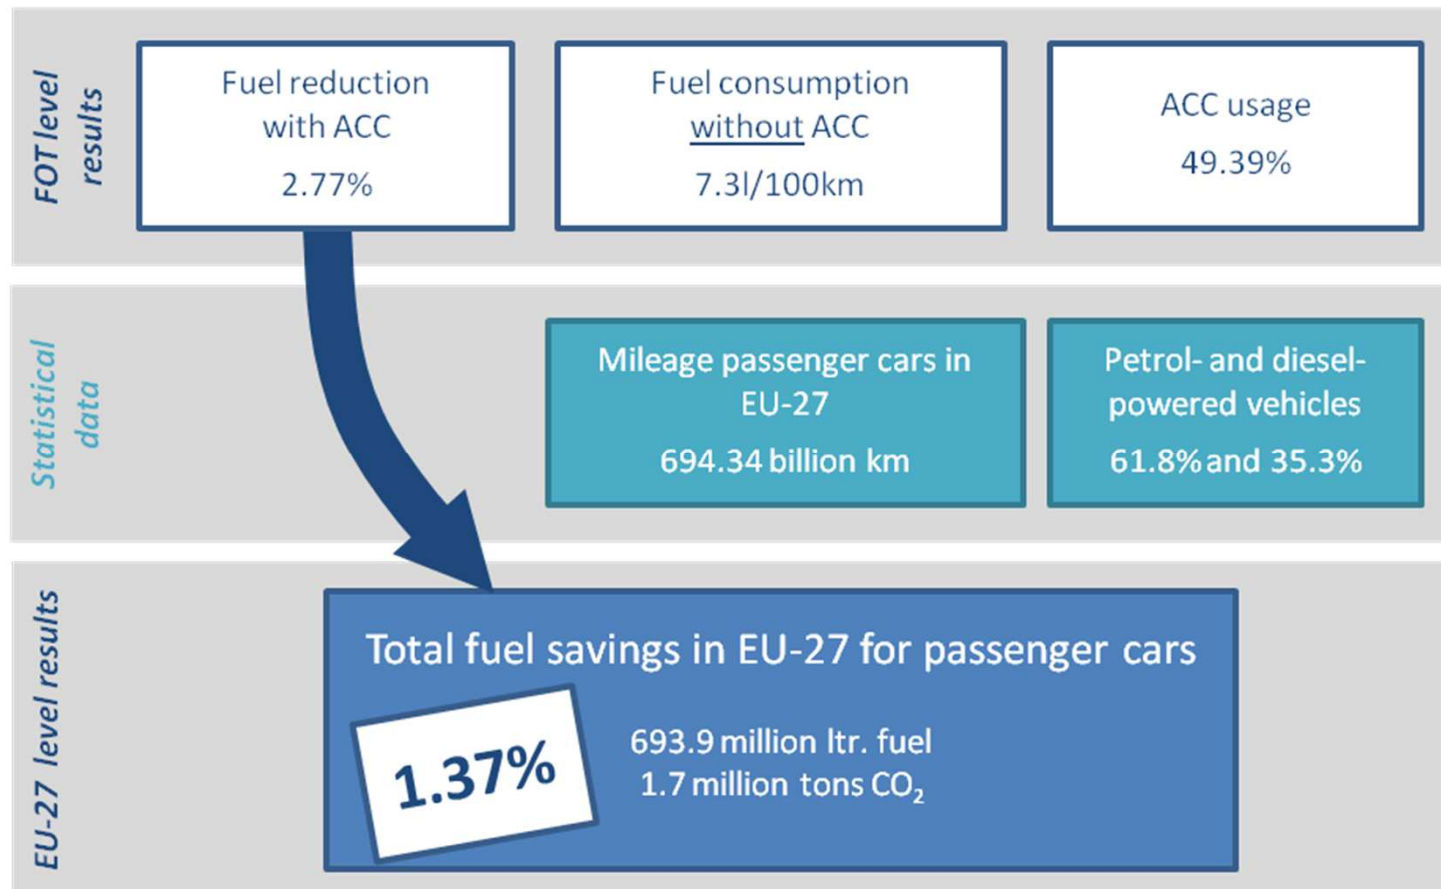 FOT level
results
Fuel reduction
with ACC
2.77%
Fuel consumption
without ACC
7.3l/100km
ACC usage
49.39%
Statistical
data
Mileage passenger cars in
EU-27
694.34 billion km
Petrol- and diesel-
powered vehicles
61.8% and 35.3%
EU-27 level results
Total fuel savings in EU-27 for passenger cars
1.37%
693.9 million ltr. fuel
1.7 million tons CO₂